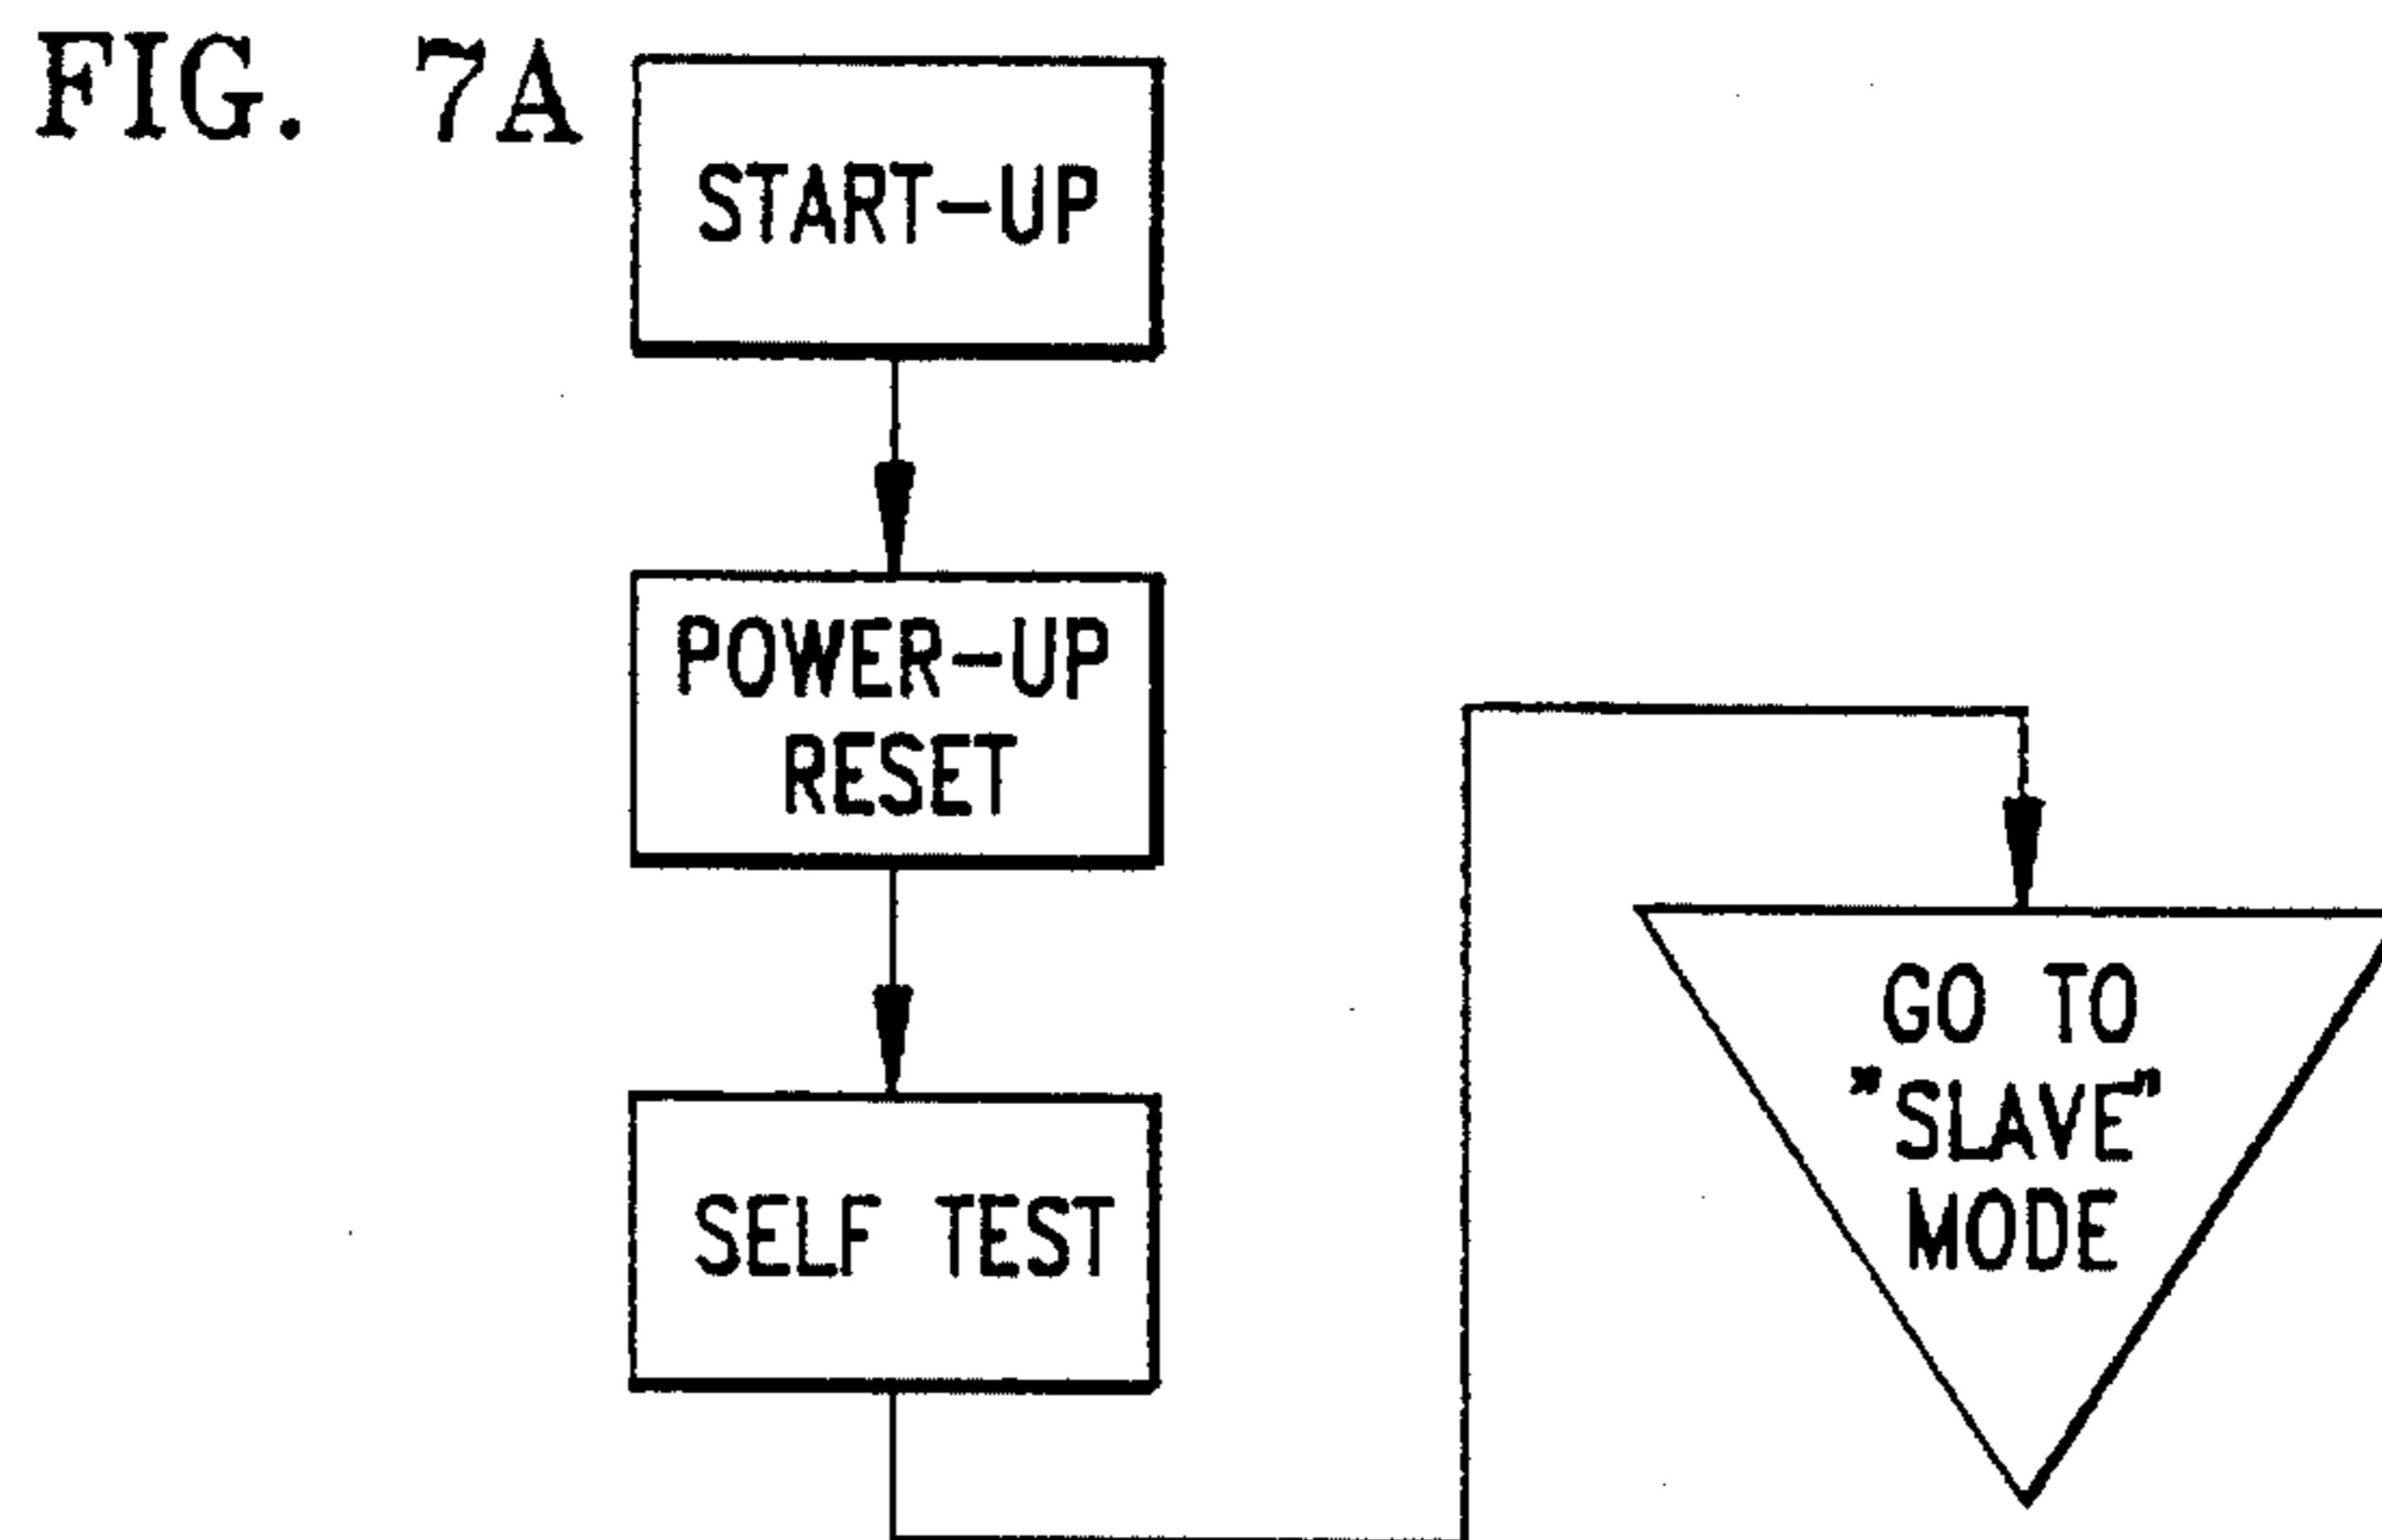 FIG. 7A
START-UP
POWER-UP
RESET
SELF TEST
GO TO
"SLAVE"
MODE